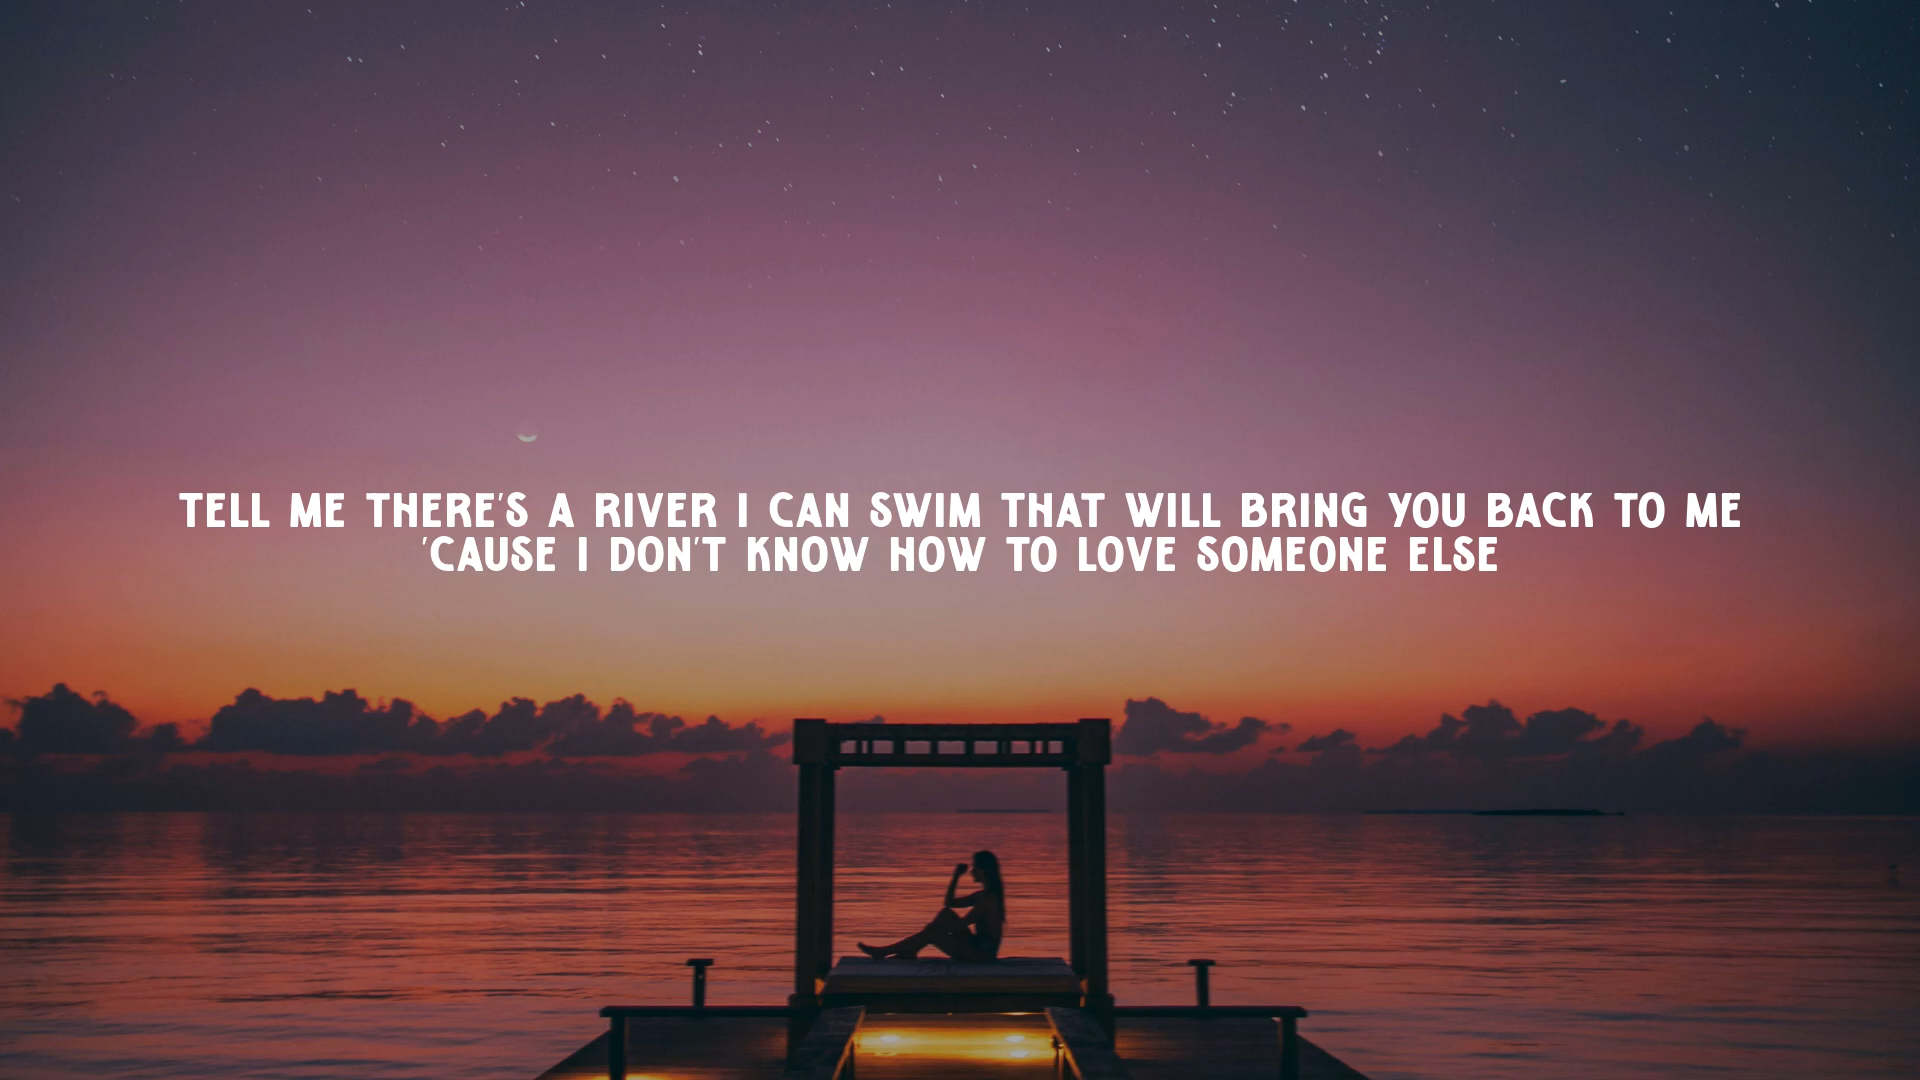 TELL ME THERE'S A RIVER I CAN SWIM THAT WILL BRING YOU BACK TO ME
'CAUSE I DON'T KNOW HOW TO LOVE SOMEONE ELSE